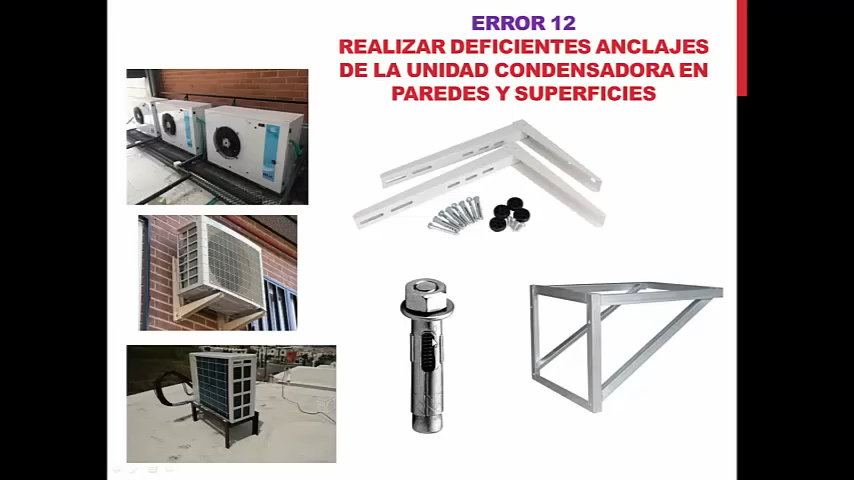 ERROR 12
REALIZAR DEFICIENTES ANCLAJES
DE LA UNIDAD CONDENSADORA EN
PAREDES Y SUPERFICIES